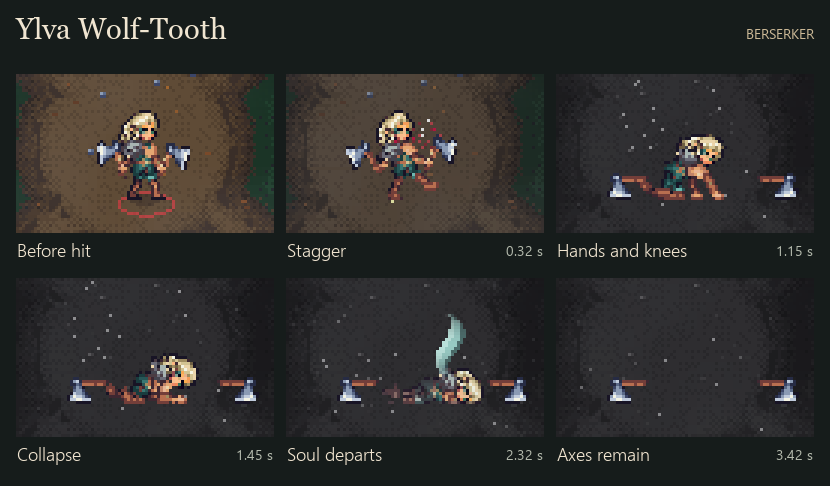 Ylva Wolf-Tooth
BERSERKER
Before hit
Stagger
0.32 s
Hands and knees
1.15 s
Collapse
1.45 s
Soul departs
2.32 s
Axes remain
3.42 s